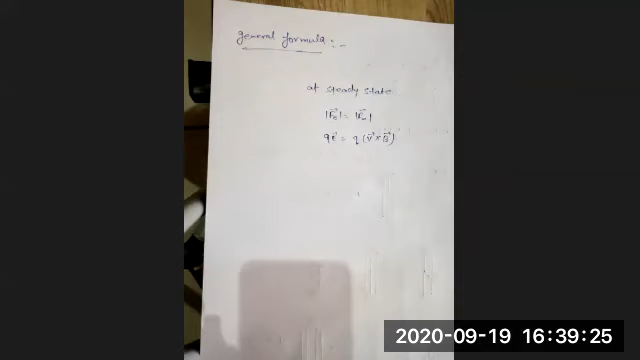 general formula :-
at steady state
|F⃗e| = |F⃗m|
qE⃗ = q (V⃗ × B⃗)
2020-09-19 16:39:25